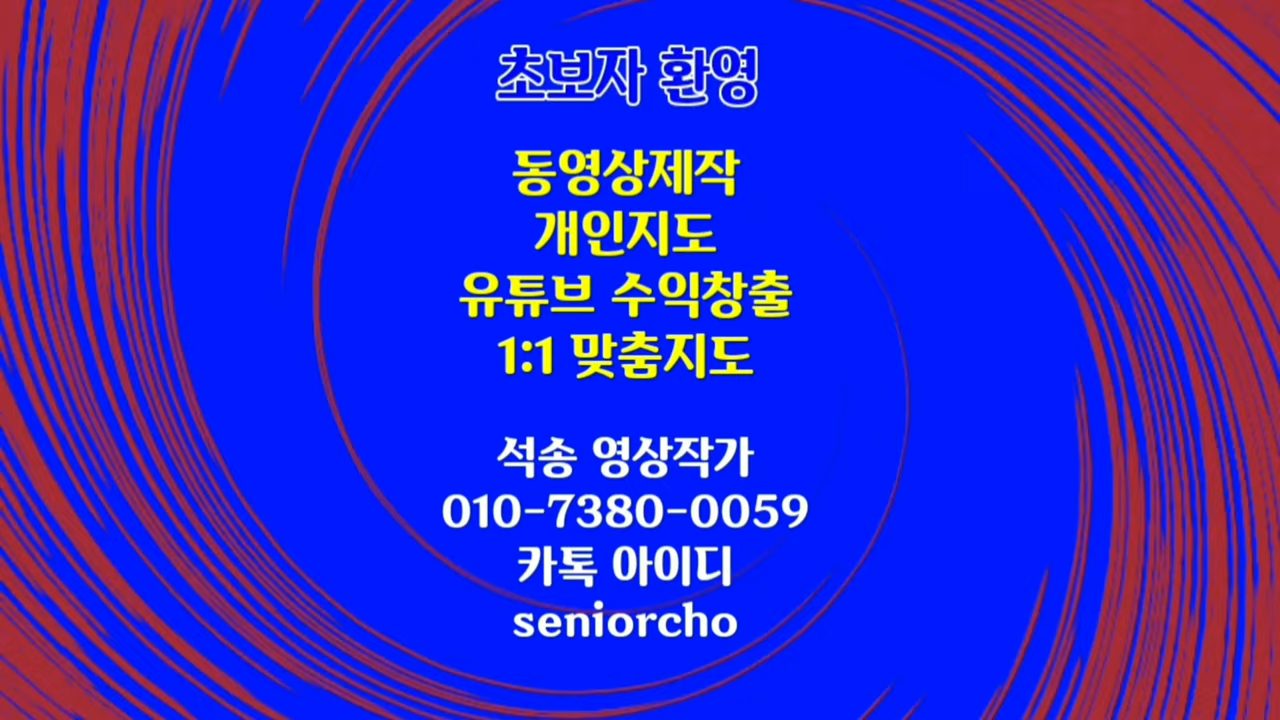 초보자 환영
동영상제작
개인지도
유튜브 수익창출
1:1 맞춤지도
석송 영상작가
010-7380-0059
카톡 아이디
seniorcho